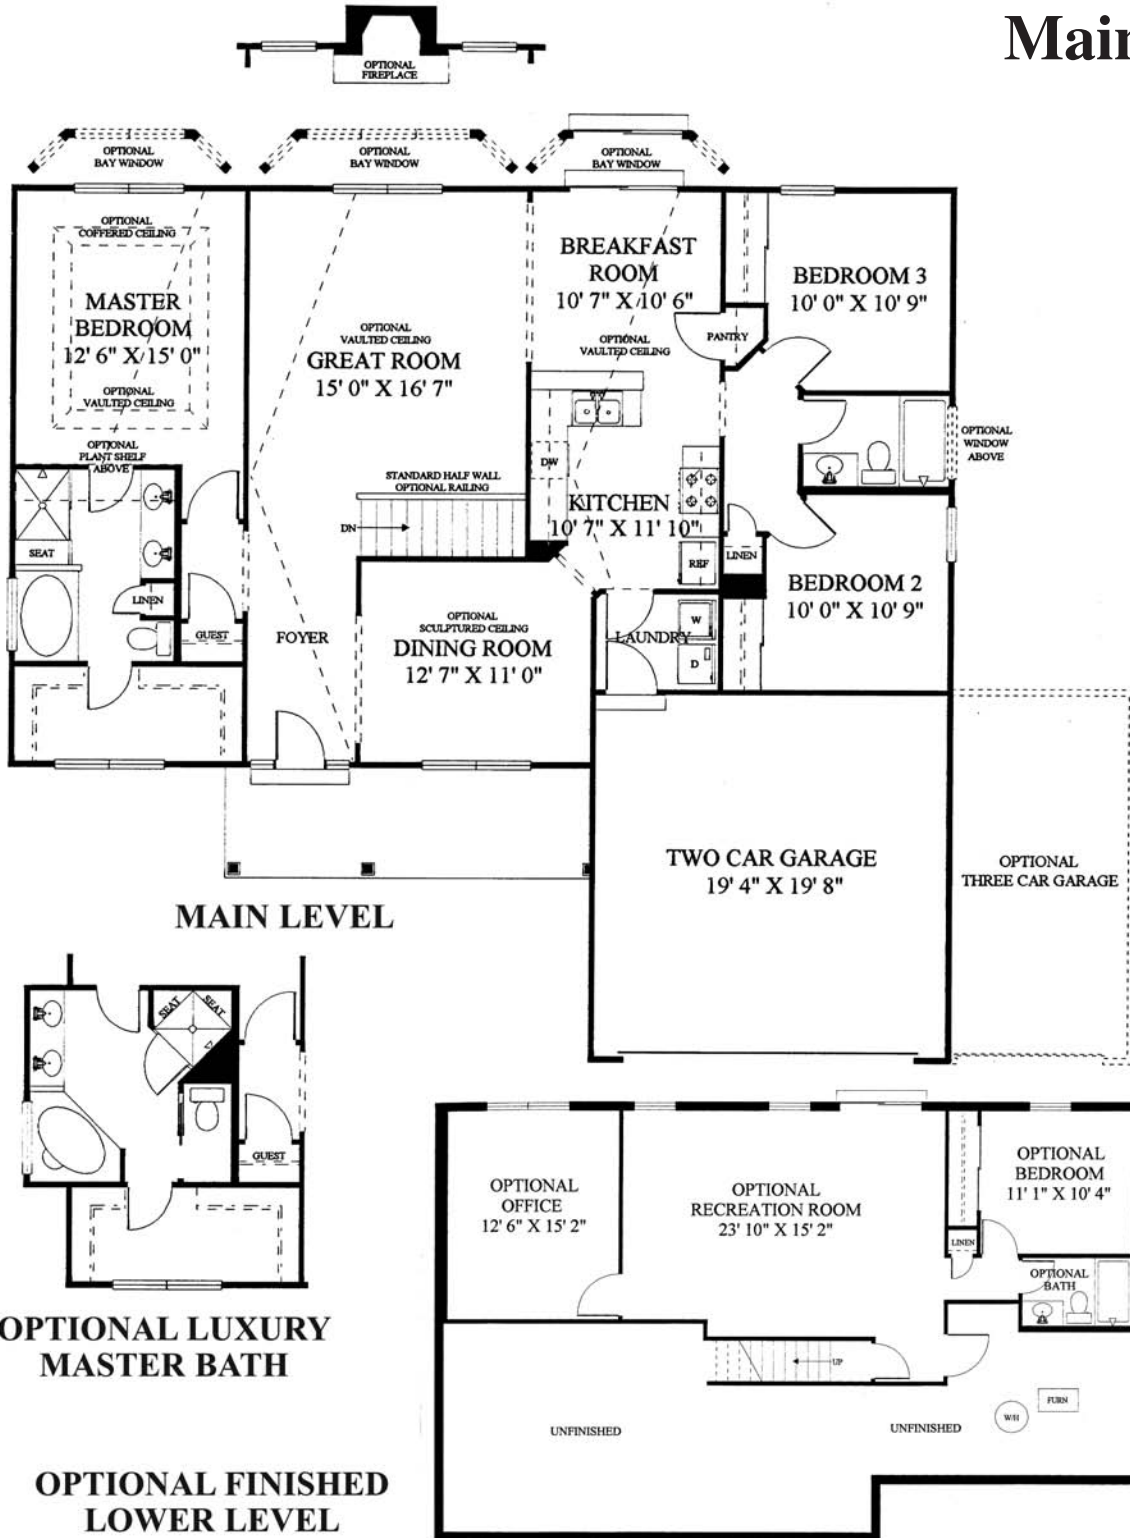 Main
OPTIONAL
FIREPLACE
OPTIONAL
BAY WINDOW
OPTIONAL
BAY WINDOW
OPTIONAL
BAY WINDOW
OPTIONAL
COFFERED CEILING
MASTER
BEDROOM
12' 6" X 15' 0"
OPTIONAL
VAULTED CEILING
OPTIONAL
PLANT SHELF
ABOVE
OPTIONAL
VAULTED CEILING
GREAT ROOM
15' 0" X 16' 7"
STANDARD HALF WALL
OPTIONAL RAILING
DN
BREAKFAST
ROOM
10' 7" X 10' 6"
OPTIONAL
VAULTED CEILING
PANTRY
BEDROOM 3
10' 0" X 10' 9"
OPTIONAL
WINDOW
ABOVE
DW
KITCHEN
10' 7" X 11' 10"
REF
LINEN
BEDROOM 2
10' 0" X 10' 9"
SEAT
LINEN
GUEST
FOYER
OPTIONAL
SCULPTURED CEILING
DINING ROOM
12' 7" X 11' 0"
LAUNDRY
W
D
TWO CAR GARAGE
19' 4" X 19' 8"
OPTIONAL
THREE CAR GARAGE
MAIN LEVEL
SEAT
SEAT
GUEST
OPTIONAL LUXURY
MASTER BATH
OPTIONAL
OFFICE
12' 6" X 15' 2"
OPTIONAL
RECREATION ROOM
23' 10" X 15' 2"
OPTIONAL
BEDROOM
11' 1" X 10' 4"
LINEN
OPTIONAL
BATH
UP
UNFINISHED
UNFINISHED
W/H
FURN
OPTIONAL FINISHED
LOWER LEVEL